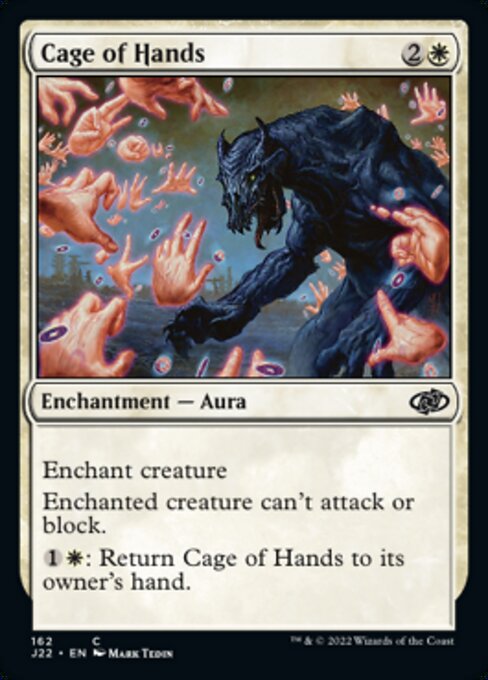 Cage of Hands 2
Enchantment — Aura
Enchant creature
Enchanted creature can't attack or
block.
1: Return Cage of Hands to its
owner's hand.
162 C
J22 • EN Mark Tedin
™ & © 2022 Wizards of the Coast